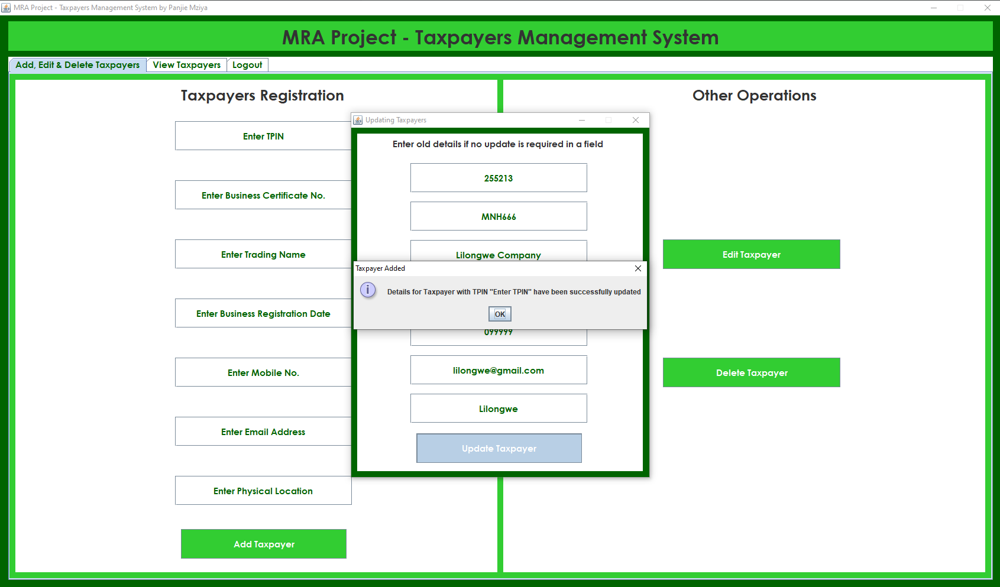 MRA Project - Taxpayers Management System by Panjie Mziya
MRA Project - Taxpayers Management System
Add, Edit & Delete Taxpayers
View Taxpayers
Logout
Taxpayers Registration
Enter TPIN
Enter Business Certificate No.
Enter Trading Name
Enter Business Registration Date
Enter Mobile No.
Enter Email Address
Enter Physical Location
Add Taxpayer
Updating Taxpayers
Enter old details if no update is required in a field
255213
MNH666
Lilongwe Company
Taxpayer Added
Details for Taxpayer with TPIN "Enter TPIN" have been successfully updated
OK
099999
lilongwe@gmail.com
Lilongwe
Update Taxpayer
Other Operations
Edit Taxpayer
Delete Taxpayer